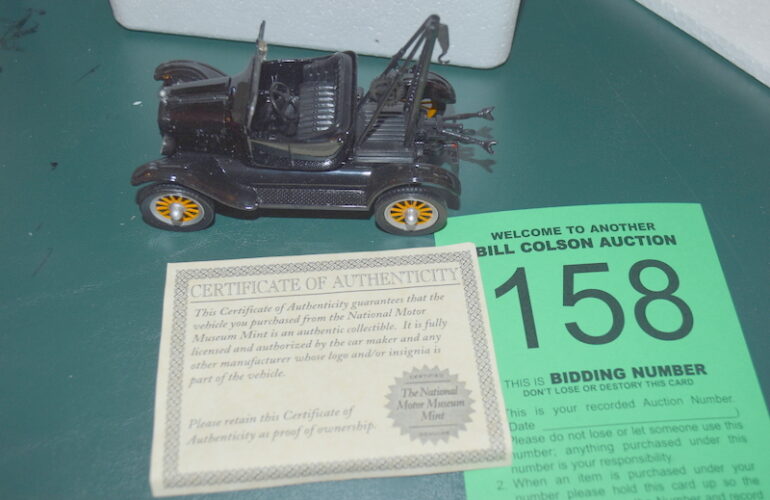 CERTIFICATE OF AUTHENTICITY
This Certificate of Authenticity guarantees that the
vehicle you purchased from the National Motor
Museum Mint is an authentic collectible. It is fully
licensed and authorized by the car maker and any
other manufacturer whose logo and/or insignia is
part of the vehicle.
Please retain this Certificate of
Authenticity as proof of ownership.
CERTIFIED
The National
Motor Museum
Mint
WELCOME TO ANOTHER
BILL COLSON AUCTION
158
THIS IS BIDDING NUMBER
DON'T LOSE OR DESTORY THIS CARD
This is your recorded Auction Number.
Date
Please do not lose or let someone use this
number; anything purchased under this
number is your responsibility.
2. When an item is purchased under your
number please hold this card up so the